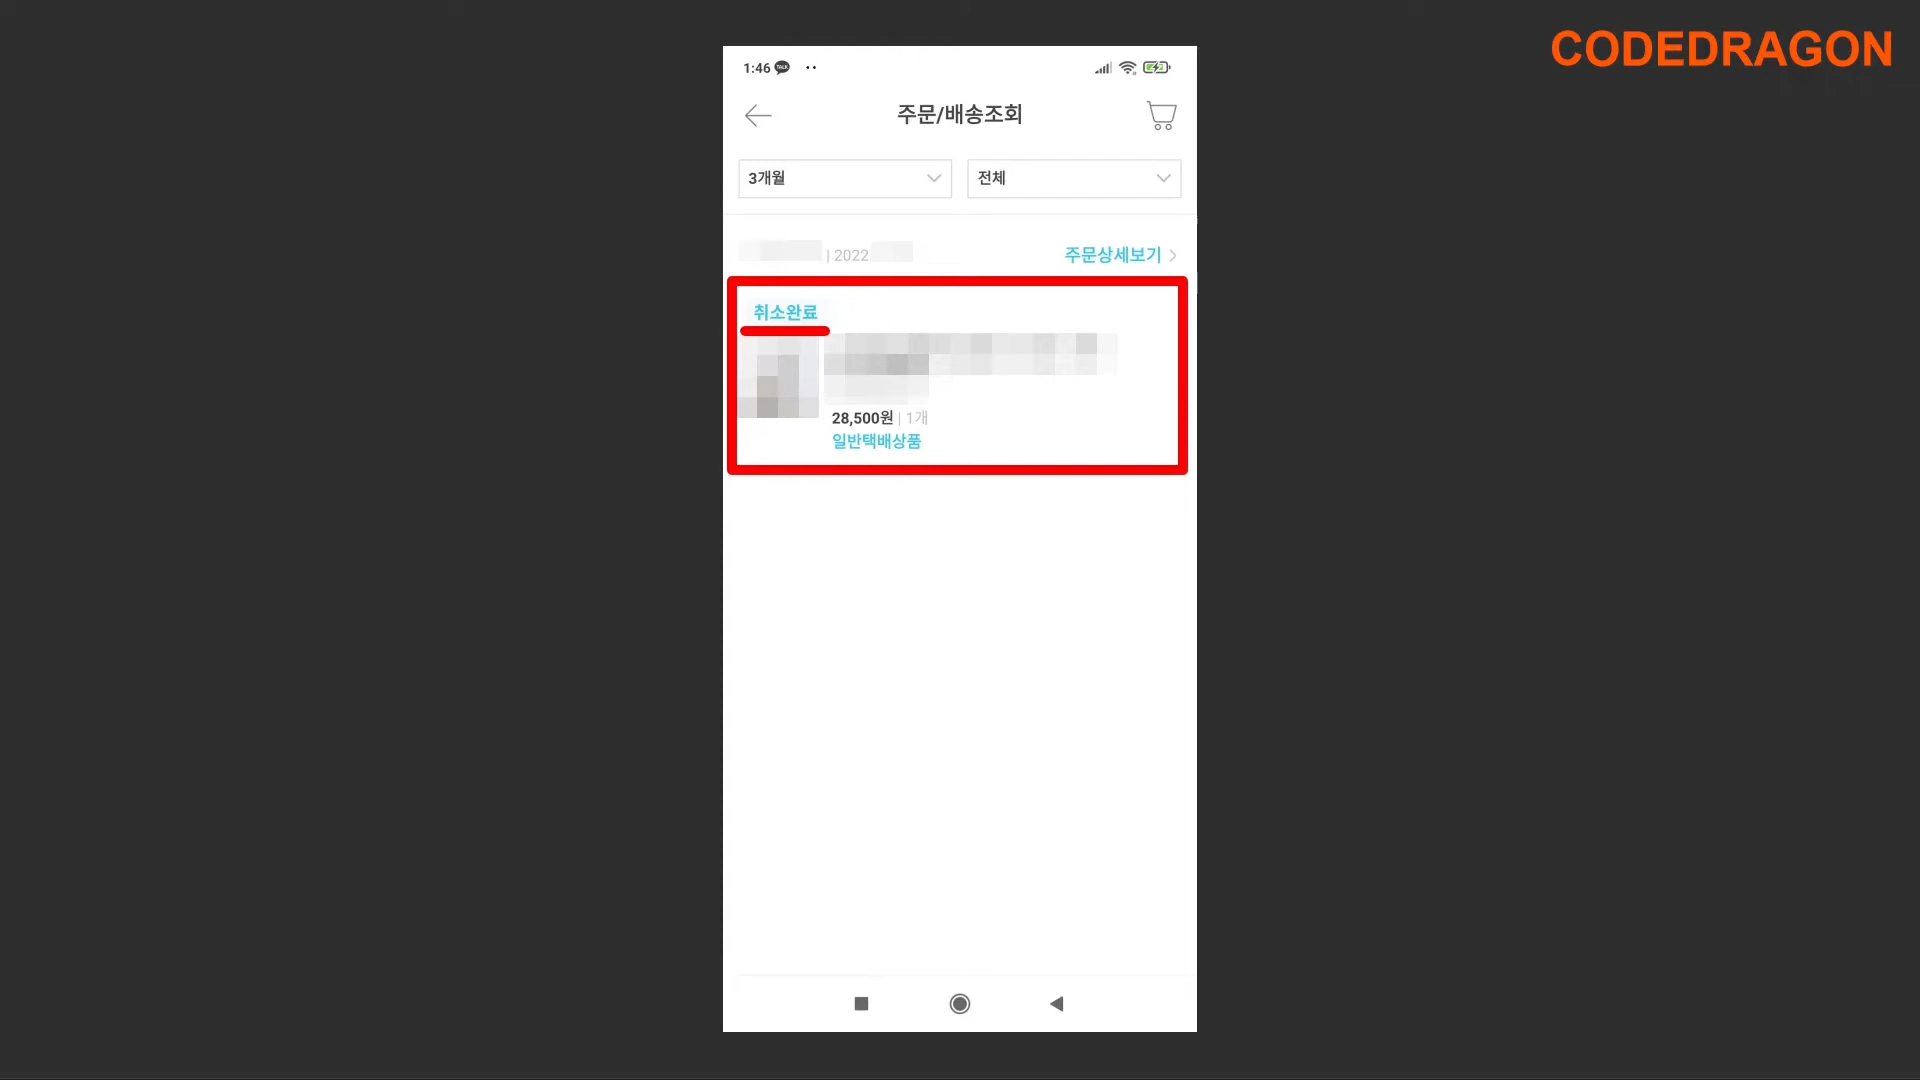 CODEDRAGON
1:46 TALK
주문/배송조회
3개월
전체
| 2022
주문상세보기 >
취소완료
28,500원 | 1개
일반택배상품